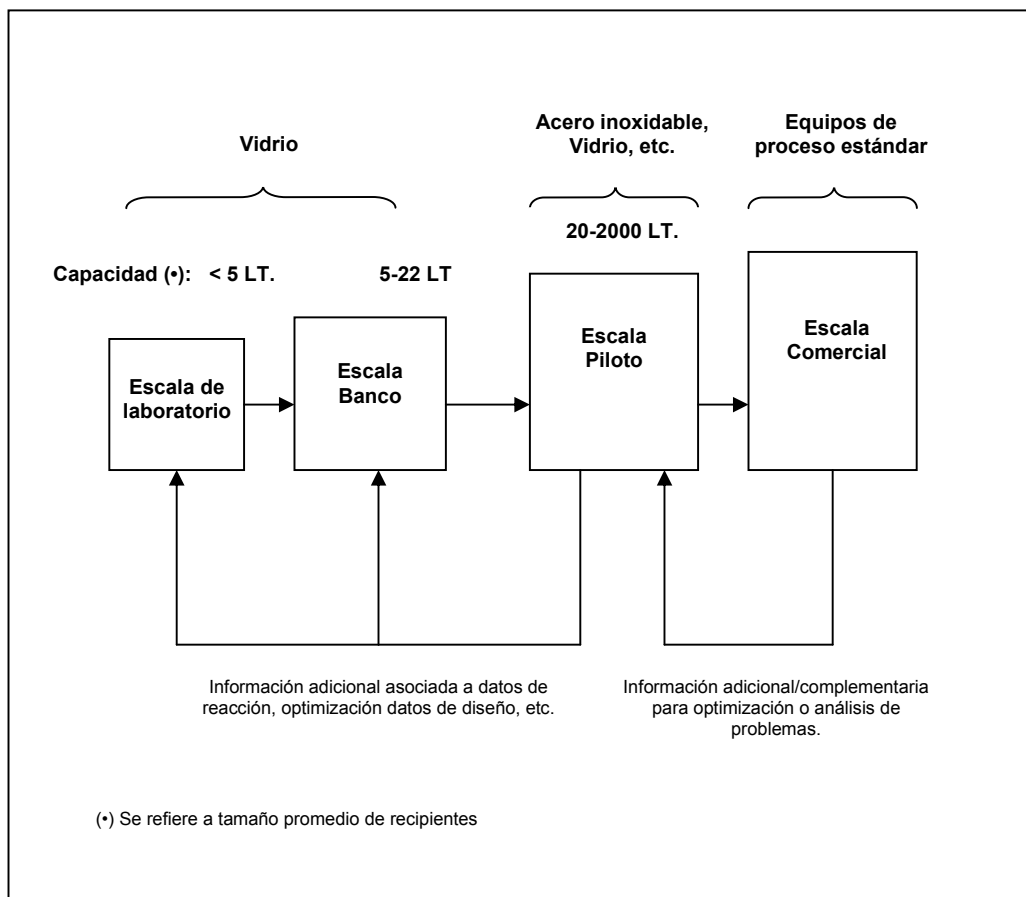 Vidrio
Acero inoxidable,
Vidrio, etc.
Equipos de
proceso estándar
20-2000 LT.
Capacidad (•): < 5 LT. 5-22 LT
Escala de
laboratorio
Escala
Banco
Escala
Piloto
Escala
Comercial
Información adicional asociada a datos de
reacción, optimización datos de diseño, etc.
Información adicional/complementaria
para optimización o análisis de
problemas.
(•) Se refiere a tamaño promedio de recipientes